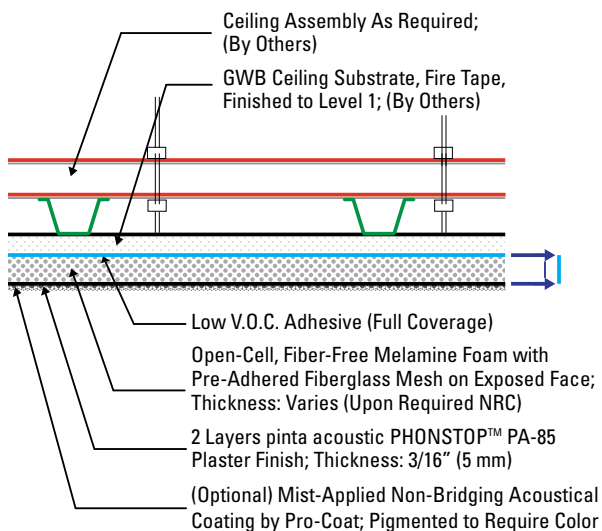 Ceiling Assembly As Required;
(By Others)
GWB Ceiling Substrate, Fire Tape,
Finished to Level 1; (By Others)
Low V.O.C. Adhesive (Full Coverage)
Open-Cell, Fiber-Free Melamine Foam with
Pre-Adhered Fiberglass Mesh on Exposed Face;
Thickness: Varies (Upon Required NRC)
2 Layers pinta acoustic PHONSTOP™ PA-85
Plaster Finish; Thickness: 3/16” (5 mm)
(Optional) Mist-Applied Non-Bridging Acoustical
Coating by Pro-Coat; Pigmented to Require Color